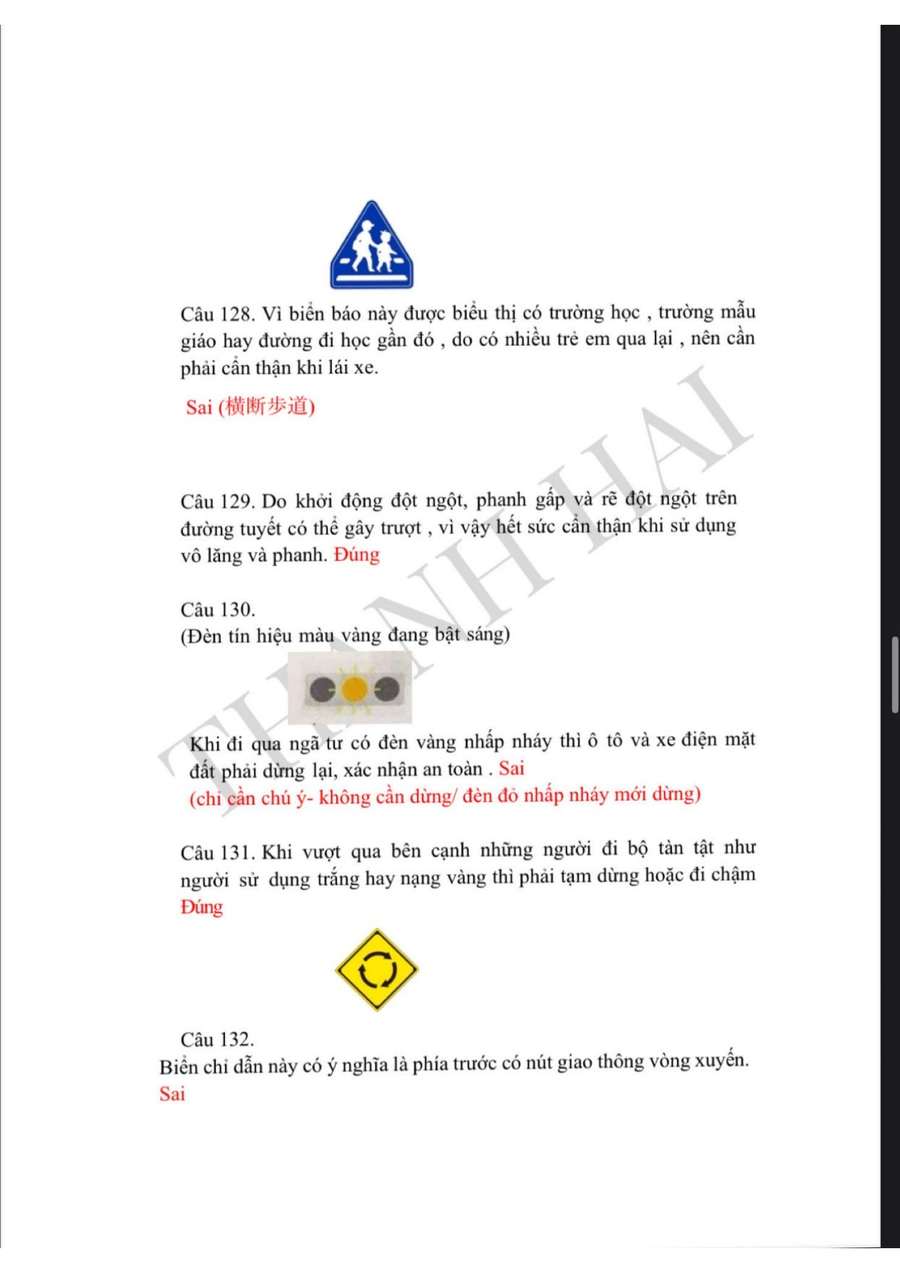 Câu 128. Vì biển báo này được biểu thị có trường học , trường mẫu
giáo hay đường đi học gần đó , do có nhiều trẻ em qua lại , nên cần
phải cẩn thận khi lái xe.
Sai (横断歩道)
Câu 129. Do khởi động đột ngột, phanh gấp và rẽ đột ngột trên
đường tuyết có thể gây trượt , vì vậy hết sức cẩn thận khi sử dụng
vô lăng và phanh. Đúng
Câu 130.
(Đèn tín hiệu màu vàng đang bật sáng)
Khi đi qua ngã tư có đèn vàng nhấp nháy thì ô tô và xe điện mặt
đất phải dừng lại, xác nhận an toàn . Sai
(chỉ cần chú ý- không cần dừng/ đèn đỏ nhấp nháy mới dừng)
Câu 131. Khi vượt qua bên cạnh những người đi bộ tàn tật như
người sử dụng trắng hay nạng vàng thì phải tạm dừng hoặc đi chậm
Đúng
Câu 132.
Biển chỉ dẫn này có ý nghĩa là phía trước có nút giao thông vòng xuyến.
Sai
THANH HAI